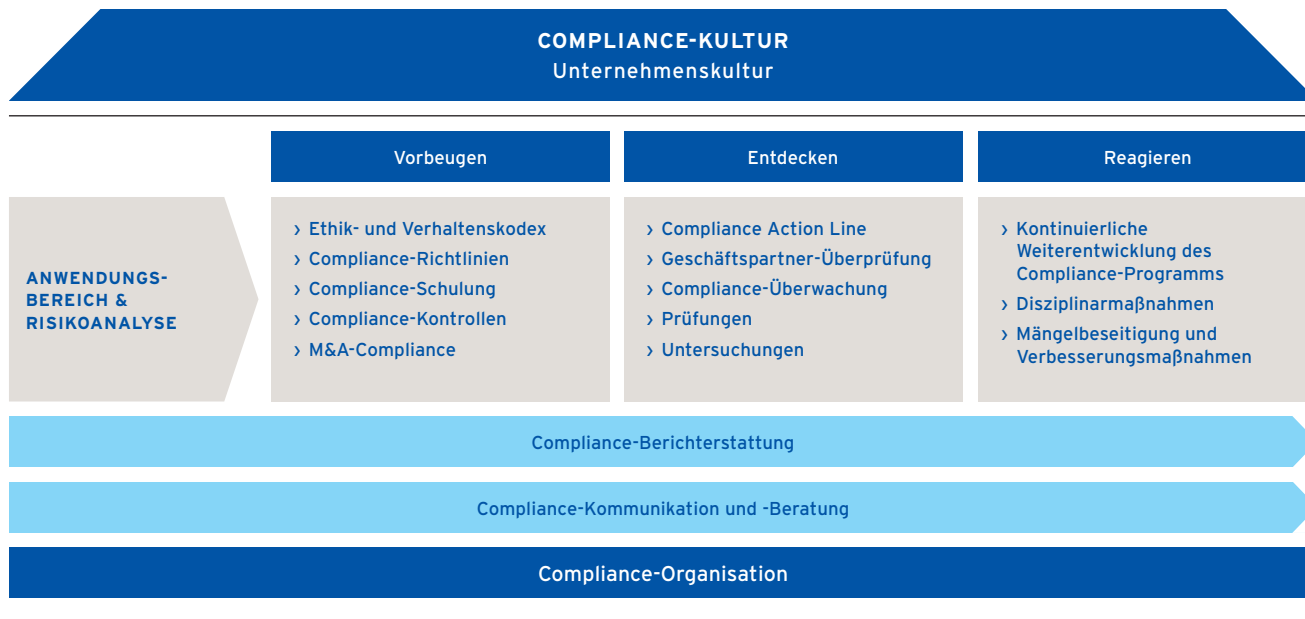 COMPLIANCE-KULTUR
Unternehmenskultur
Vorbeugen
Entdecken
Reagieren
ANWENDUNGS-
BEREICH &
RISIKOANALYSE
› Ethik- und Verhaltenskodex
› Compliance-Richtlinien
› Compliance-Schulung
› Compliance-Kontrollen
› M&A-Compliance
› Compliance Action Line
› Geschäftspartner-Überprüfung
› Compliance-Überwachung
› Prüfungen
› Untersuchungen
› Kontinuierliche
Weiterentwicklung des
Compliance-Programms
› Disziplinarmaßnahmen
› Mängelbeseitigung und
Verbesserungsmaßnahmen
Compliance-Berichterstattung
Compliance-Kommunikation und -Beratung
Compliance-Organisation